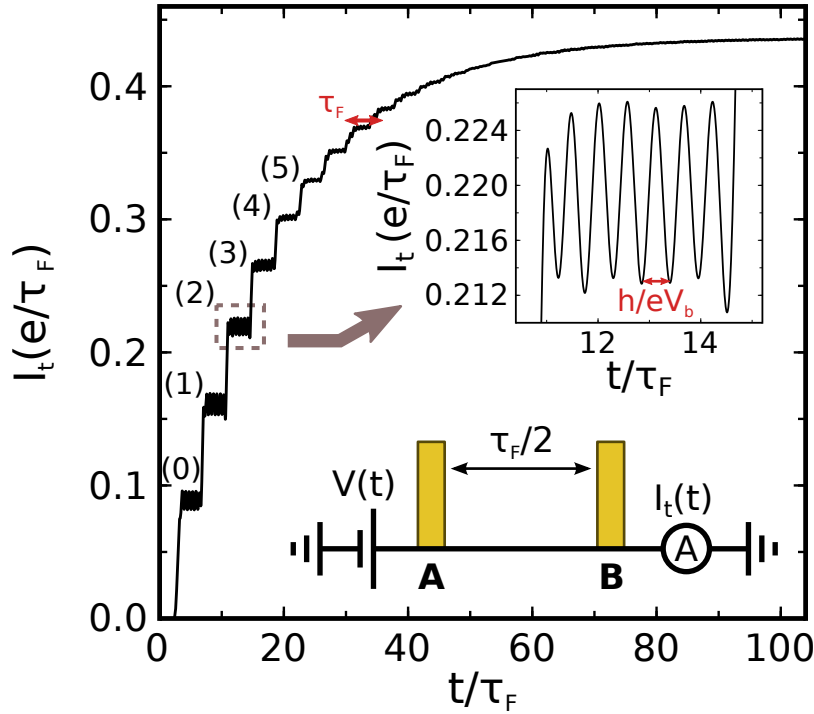 I_t(e/τ_F)
0.4
0.3
0.2
0.1
0.0
0
20
40
60
80
100
t/τ_F
(0)
(1)
(2)
(3)
(4)
(5)
τ_F
I_t(e/τ_F)
0.224
0.220
0.214
0.212
12
14
t/τ_F
h/eV_b
τ_F/2
V(t)
I_t(t)
A
A
B